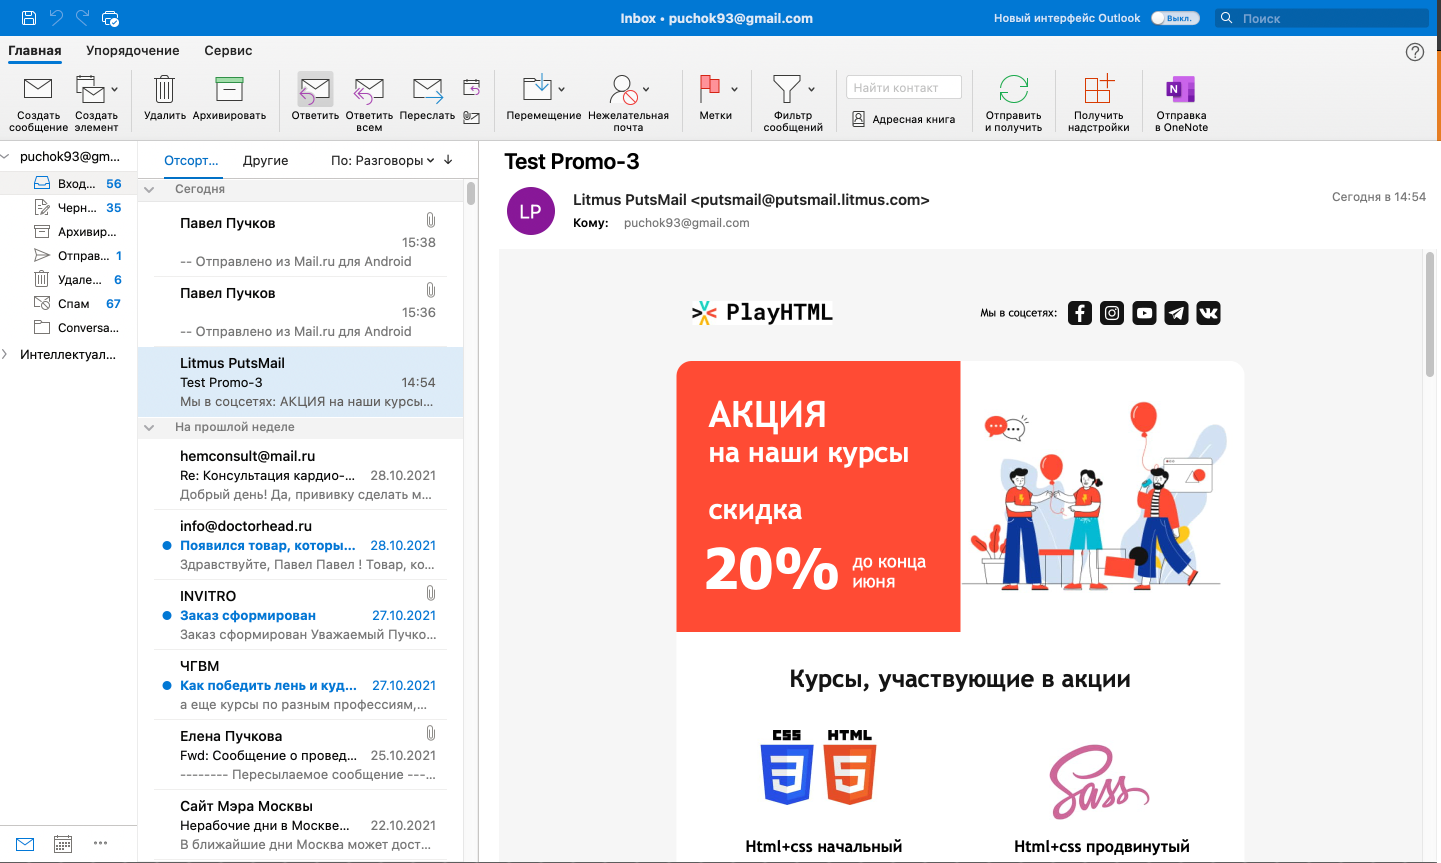 Inbox • puchok93@gmail.com
Новый интерфейс Outlook
Выкл.
Поиск
Главная
Упорядочение
Сервис
Создать сообщение
Создать элемент
Удалить
Архивировать
Ответить
Ответить всем
Переслать
Перемещение
Нежелательная почта
Метки
Фильтр сообщений
Найти контакт
Адресная книга
Отправить и получить
Получить надстройки
Отправка в OneNote
puchok93@gm...
Вход... 56
Черн... 35
Архивир...
Отправ... 1
Удале... 6
Спам 67
Conversa...
Интеллектуал...
Отсорт...
Другие
По: Разговоры
Сегодня
Павел Пучков
15:38
-- Отправлено из Mail.ru для Android
Павел Пучков
15:36
-- Отправлено из Mail.ru для Android
Litmus PutsMail
Test Promo-3 14:54
Мы в соцсетях: АКЦИЯ на наши курсы...
На прошлой неделе
hemconsult@mail.ru
Re: Консультация кардио-... 28.10.2021
Добрый день! Да, прививку сделать м...
info@doctorhead.ru
Появился товар, которы... 28.10.2021
Здравствуйте, Павел Павел ! Товар, ко...
INVITRO
Заказ сформирован 27.10.2021
Заказ сформирован Уважаемый Пучко...
ЧГВМ
Как победить лень и куд... 27.10.2021
а еще курсы по разным профессиям,...
Елена Пучкова
Fwd: Сообщение о провед... 25.10.2021
-------- Пересылаемое сообщение ---...
Сайт Мэра Москвы
Нерабочие дни в Москве... 22.10.2021
В ближайшие дни Москва может дост...
Test Promo-3
LP
Litmus PutsMail <putsmail@putsmail.litmus.com>
Сегодня в 14:54
Кому: puchok93@gmail.com
PlayHTML
Мы в соцсетях:
АКЦИЯ
на наши курсы
скидка
20% до конца
июня
Курсы, участвующие в акции
CSS HTML
3 5
Sass
Html+css начальный
Html+css продвинутый